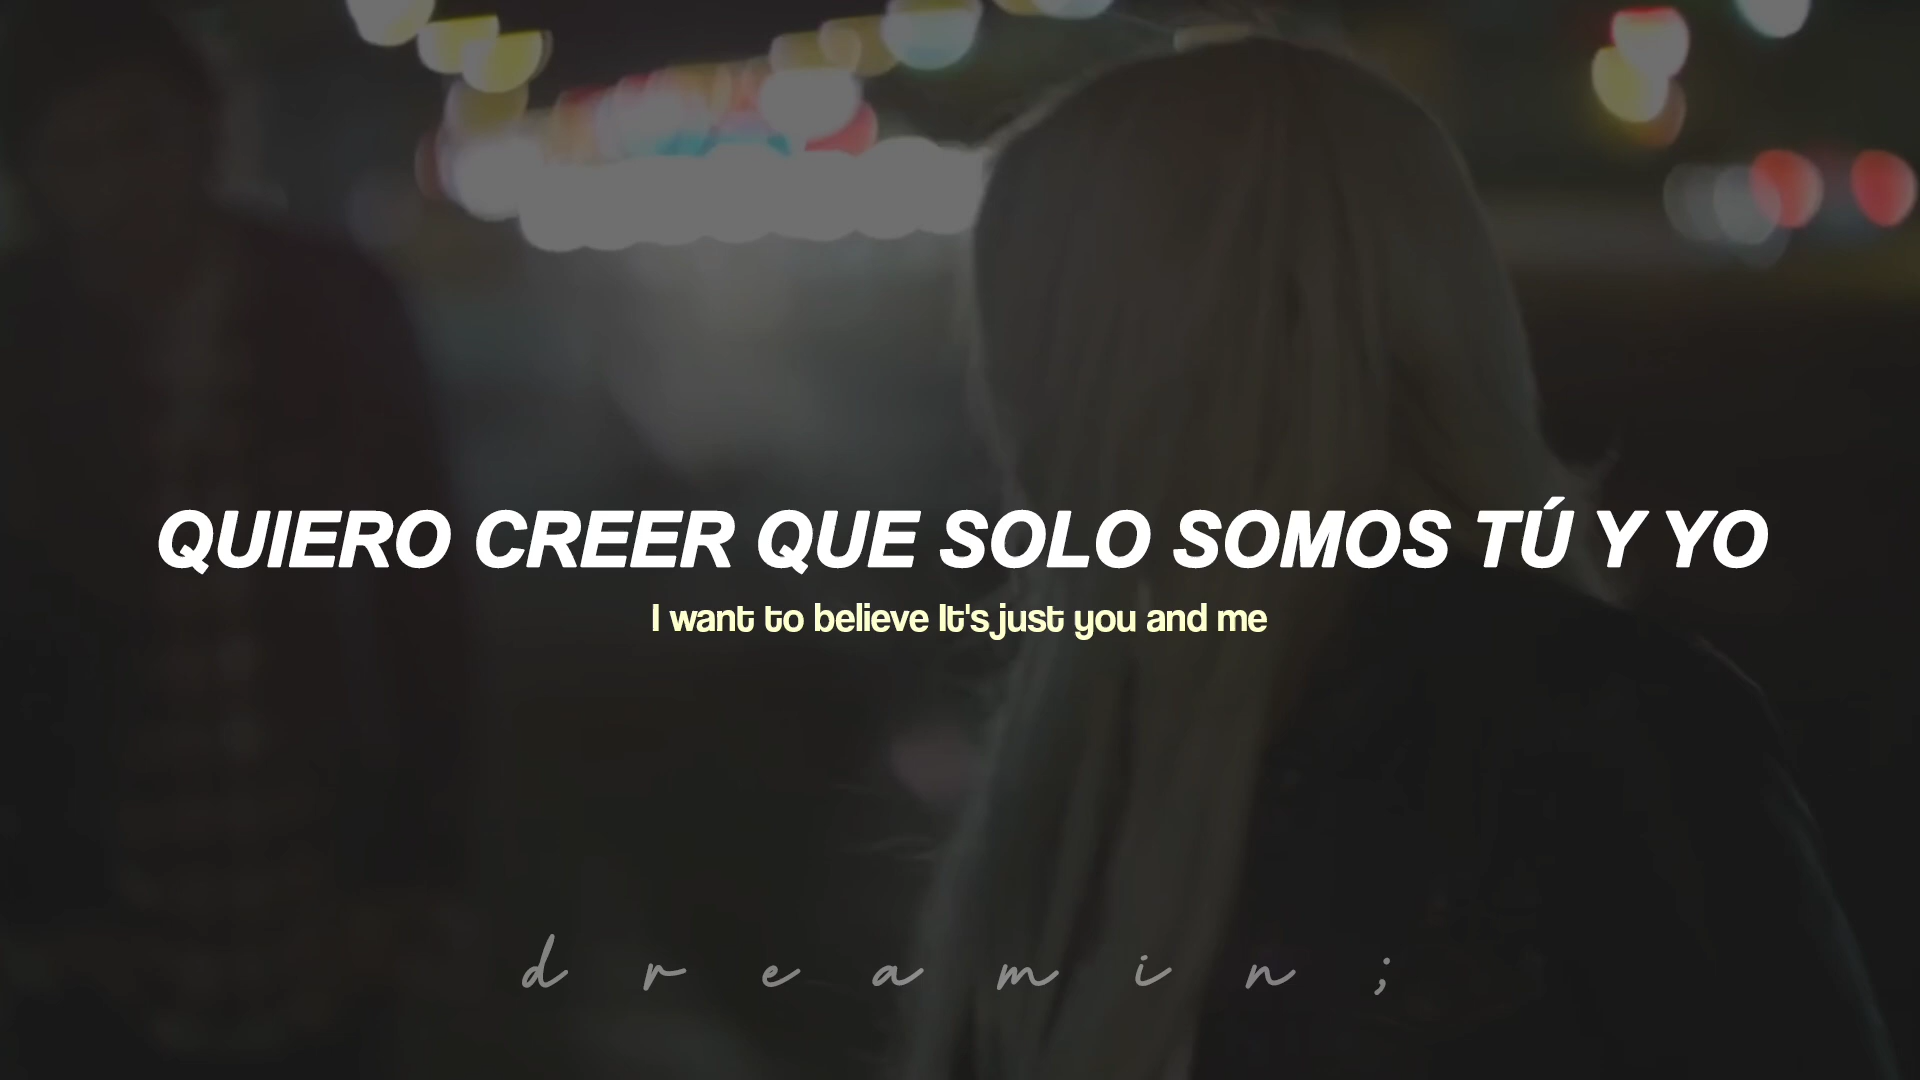 QUIERO CREER QUE SOLO SOMOS TÚ Y YO
I want to believe It's just you and me
d r e a m i n ;